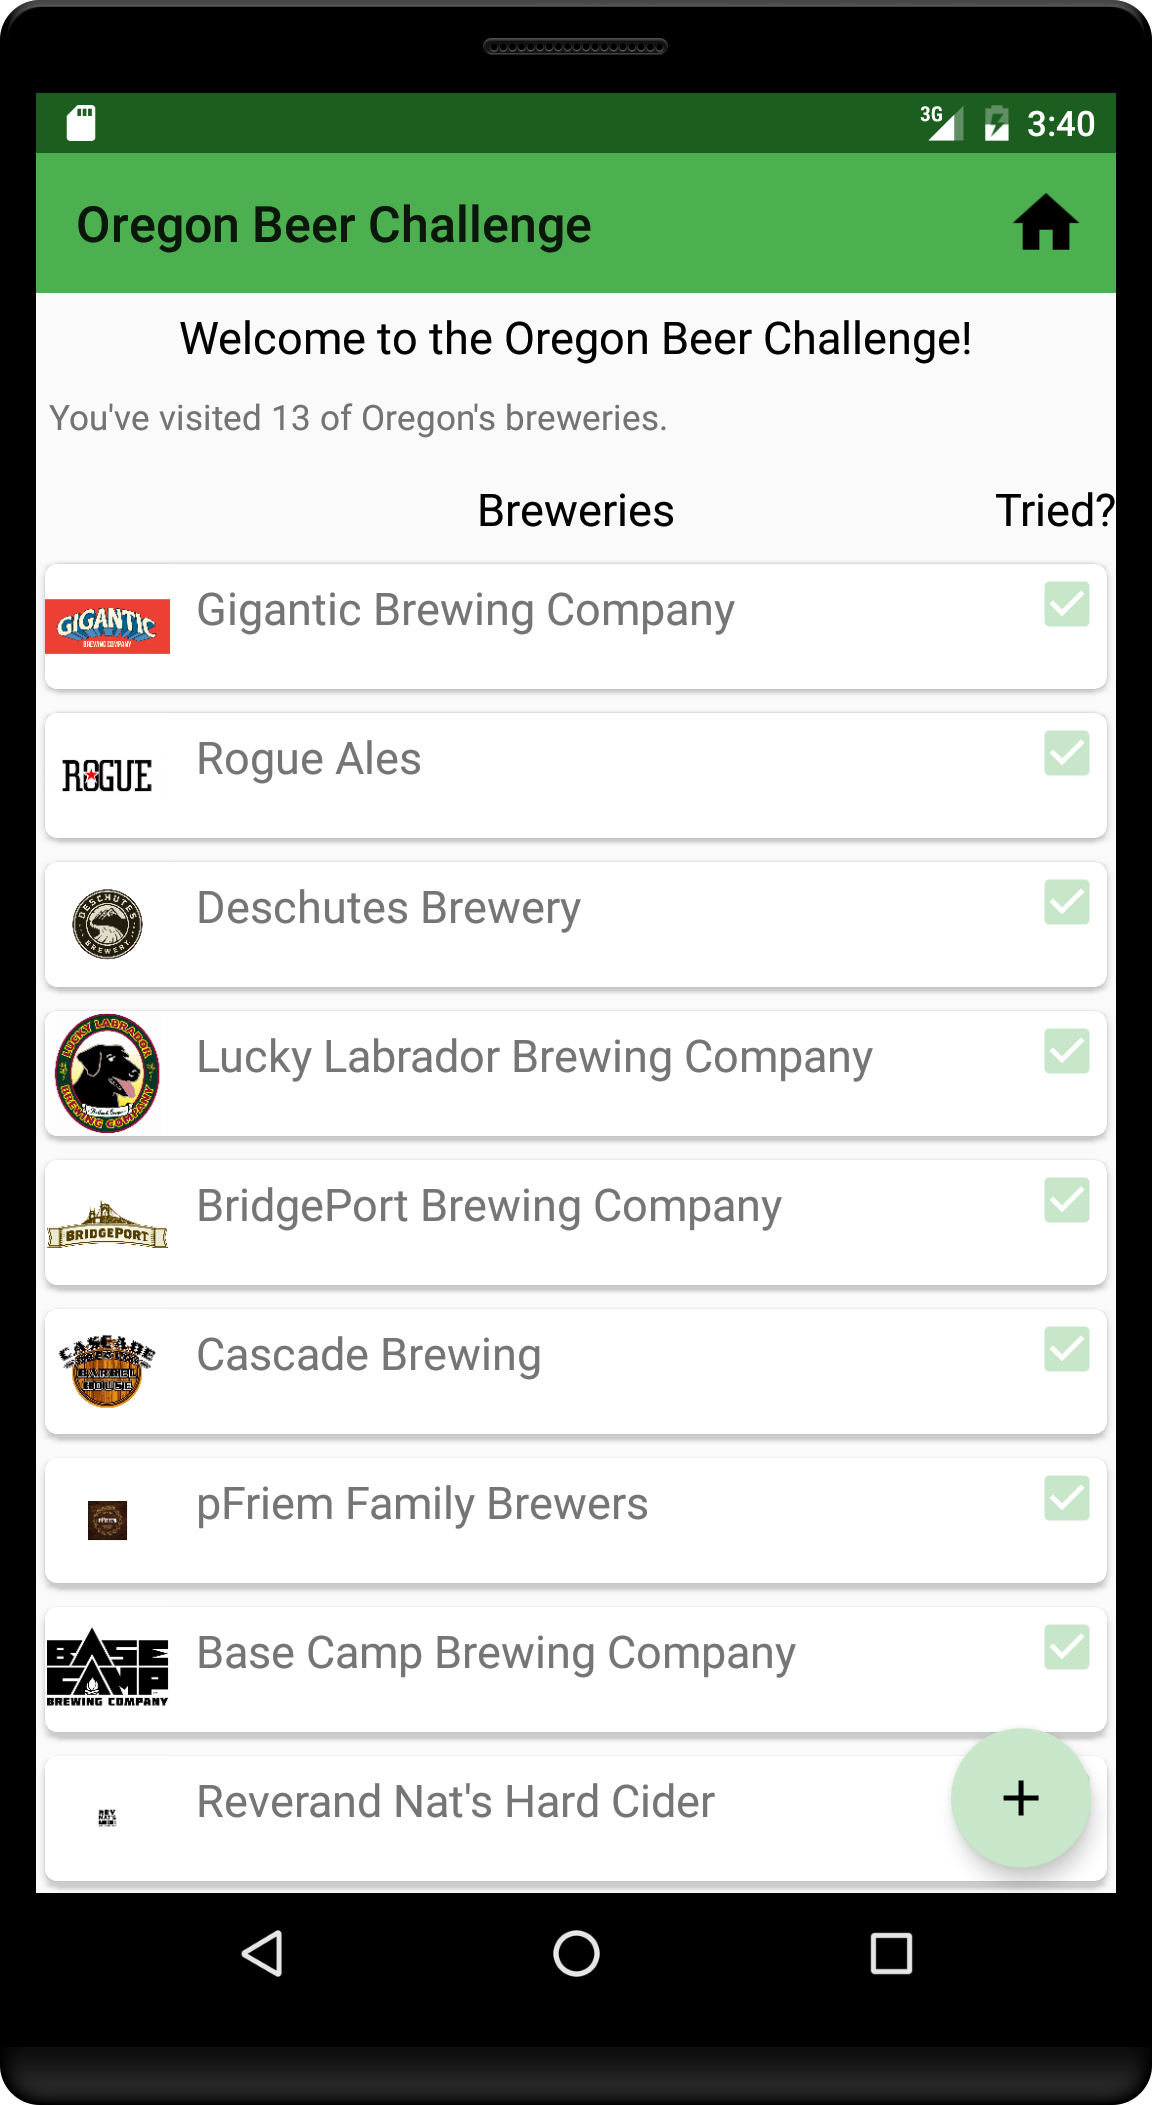 3G 3:40
Oregon Beer Challenge
Welcome to the Oregon Beer Challenge!
You've visited 13 of Oregon's breweries.
Breweries Tried?
GIGANTIC
BREWING COMPANY
Gigantic Brewing Company
ROGUE
Rogue Ales
DESCHUTES
BREWERY
Deschutes Brewery
LUCKY LABRADOR
BREWING COMPANY
Lucky Labrador Brewing Company
BRIDGEPORT
BridgePort Brewing Company
CASCADE
BARREL
HOUSE
Cascade Brewing
pFriem Family Brewers
BASE
CAMP
BREWING COMPANY
Base Camp Brewing Company
REV
NAT'S
Reverand Nat's Hard Cider